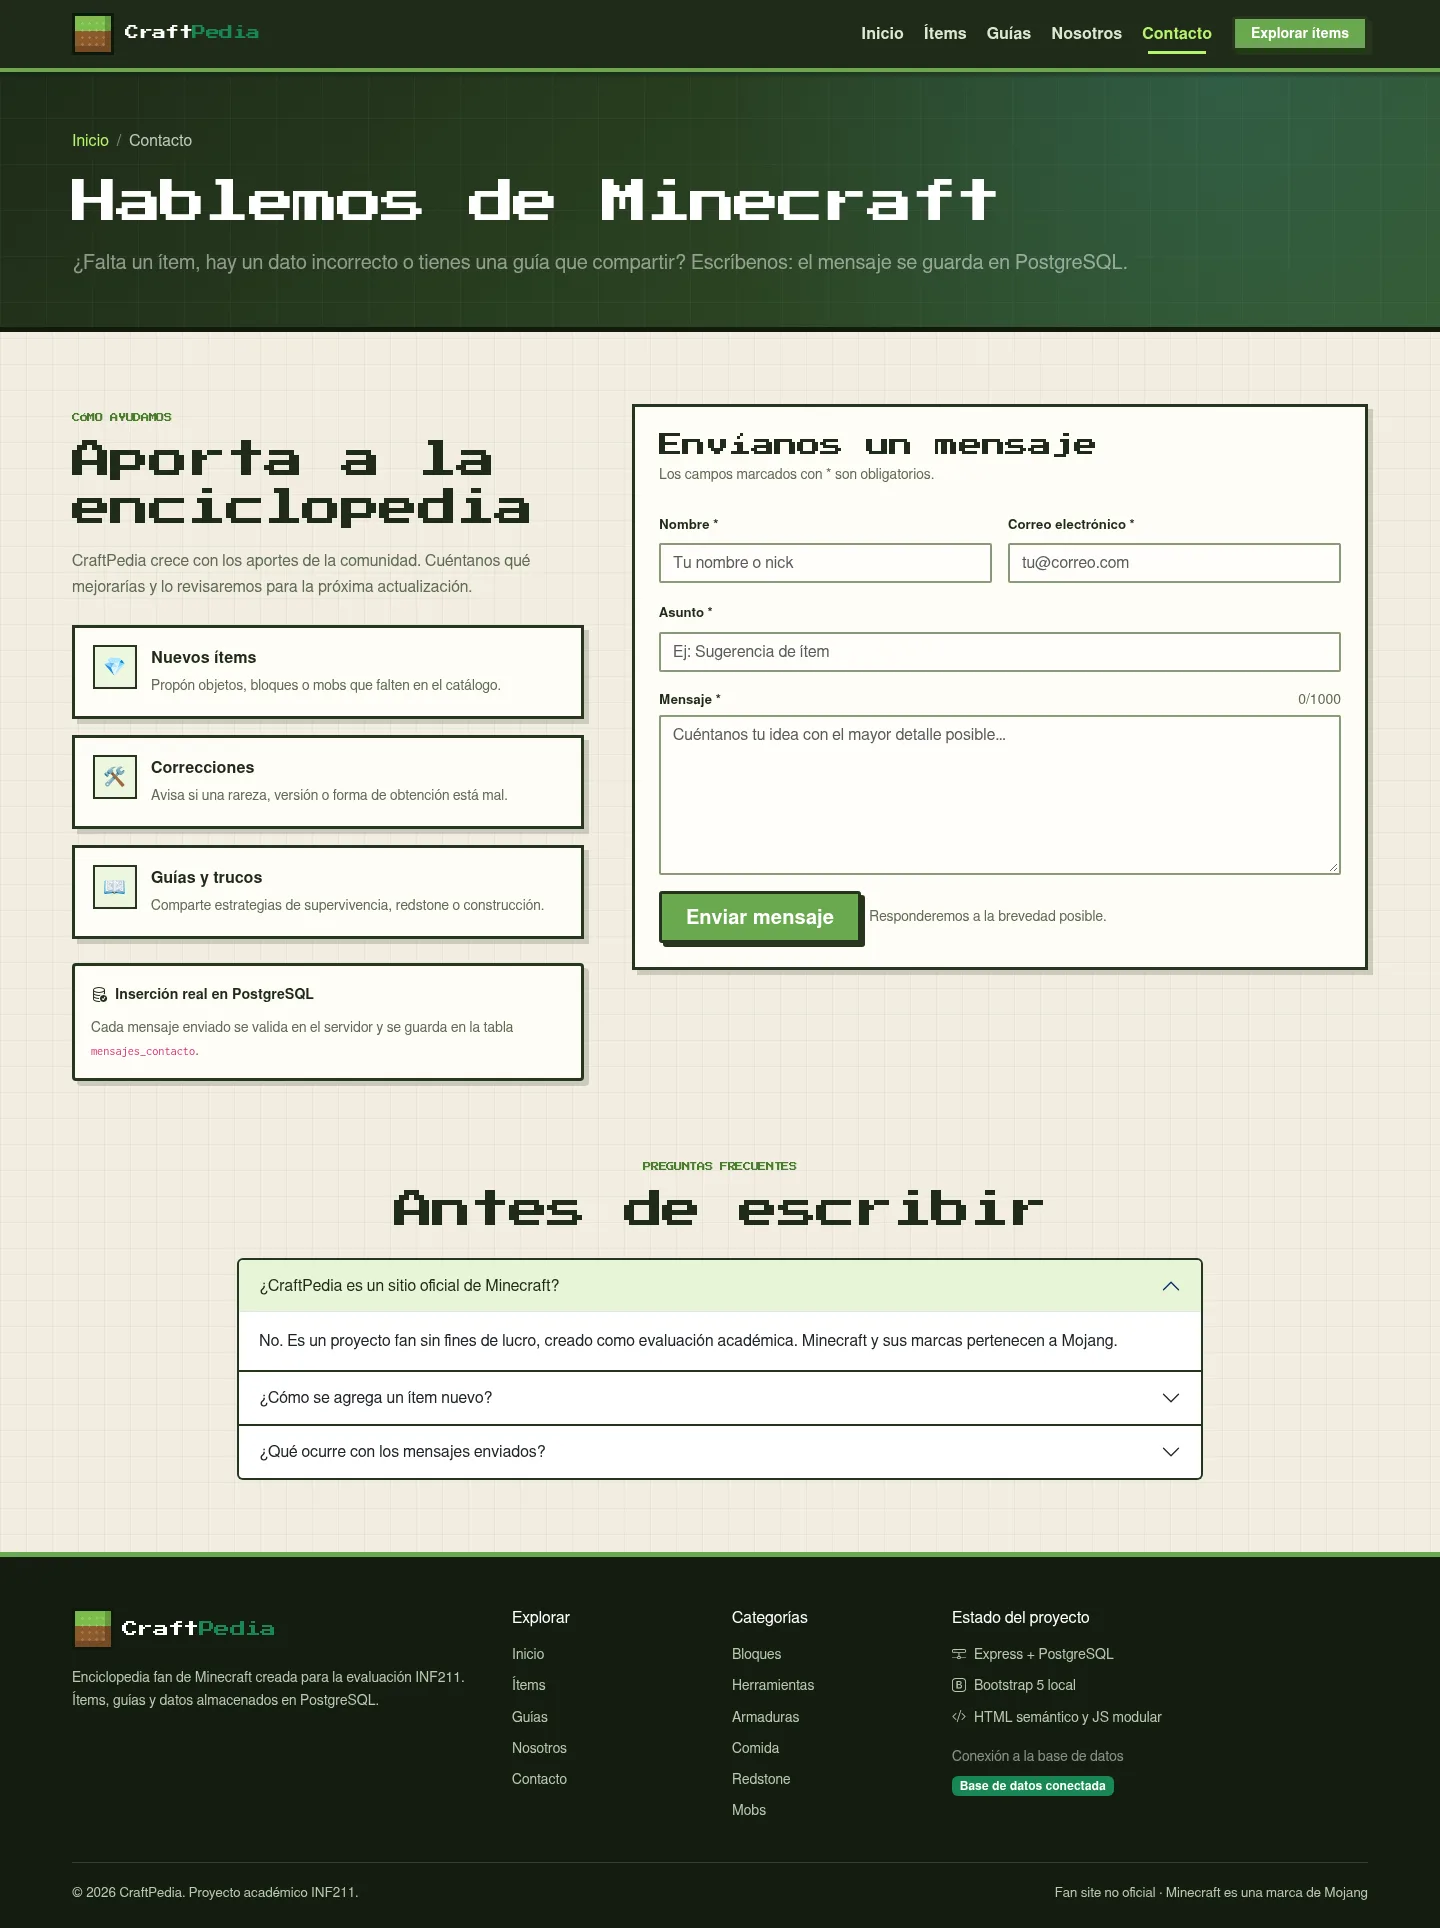 CraftPedia
Inicio Ítems Guías Nosotros Contacto Explorar ítems
Inicio / Contacto
Hablemos de Minecraft
¿Falta un ítem, hay un dato incorrecto o tienes una guía que compartir? Escríbenos: el mensaje se guarda en PostgreSQL.
CÓMO AYUDAMOS
Aporta a la
enciclopedia
CraftPedia crece con los aportes de la comunidad. Cuéntanos qué
mejorarías y lo revisaremos para la próxima actualización.
Nuevos ítems
Propón objetos, bloques o mobs que falten en el catálogo.
Correcciones
Avisa si una rareza, versión o forma de obtención está mal.
Guías y trucos
Comparte estrategias de supervivencia, redstone o construcción.
Inserción real en PostgreSQL
Cada mensaje enviado se valida en el servidor y se guarda en la tabla
mensajes_contacto.
Envíanos un mensaje
Los campos marcados con * son obligatorios.
Nombre * Correo electrónico *
Tu nombre o nick tu@correo.com
Asunto *
Ej: Sugerencia de ítem
Mensaje * 0/1000
Cuéntanos tu idea con el mayor detalle posible...
Enviar mensaje Responderemos a la brevedad posible.
PREGUNTAS FRECUENTES
Antes de escribir
¿CraftPedia es un sitio oficial de Minecraft?
No. Es un proyecto fan sin fines de lucro, creado como evaluación académica. Minecraft y sus marcas pertenecen a Mojang.
¿Cómo se agrega un ítem nuevo?
¿Qué ocurre con los mensajes enviados?
CraftPedia
Enciclopedia fan de Minecraft creada para la evaluación INF211.
Ítems, guías y datos almacenados en PostgreSQL.
Explorar
Inicio
Ítems
Guías
Nosotros
Contacto
Categorías
Bloques
Herramientas
Armaduras
Comida
Redstone
Mobs
Estado del proyecto
Express + PostgreSQL
Bootstrap 5 local
HTML semántico y JS modular
Conexión a la base de datos
Base de datos conectada
© 2026 CraftPedia. Proyecto académico INF211.
Fan site no oficial · Minecraft es una marca de Mojang